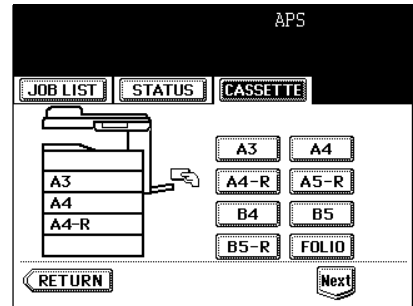 APS
JOB LIST STATUS CASSETTE
A3 A4
A3 A4-R A5-R
A4 B4 B5
A4-R
B5-R FOLIO
RETURN Next